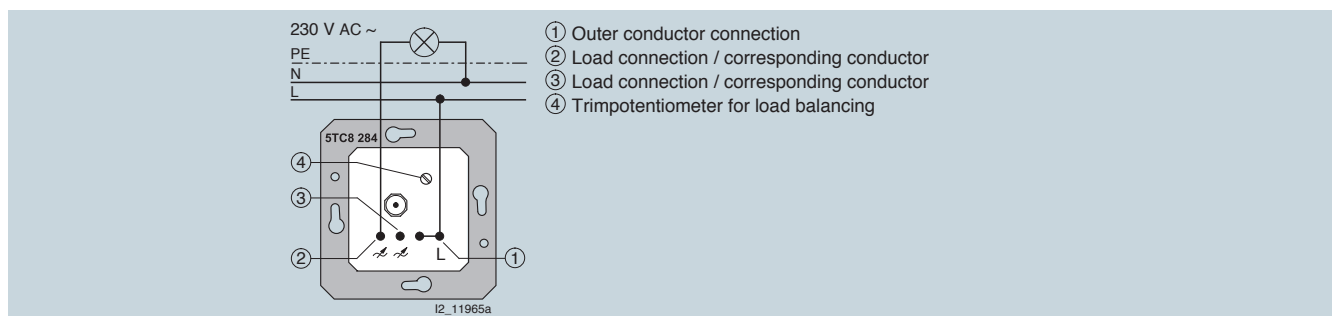 230 V AC ~
PE
N
L
① Outer conductor connection
② Load connection / corresponding conductor
③ Load connection / corresponding conductor
④ Trimpotentiometer for load balancing
5TC8 284
④
③
②
L
①
I2_11965a